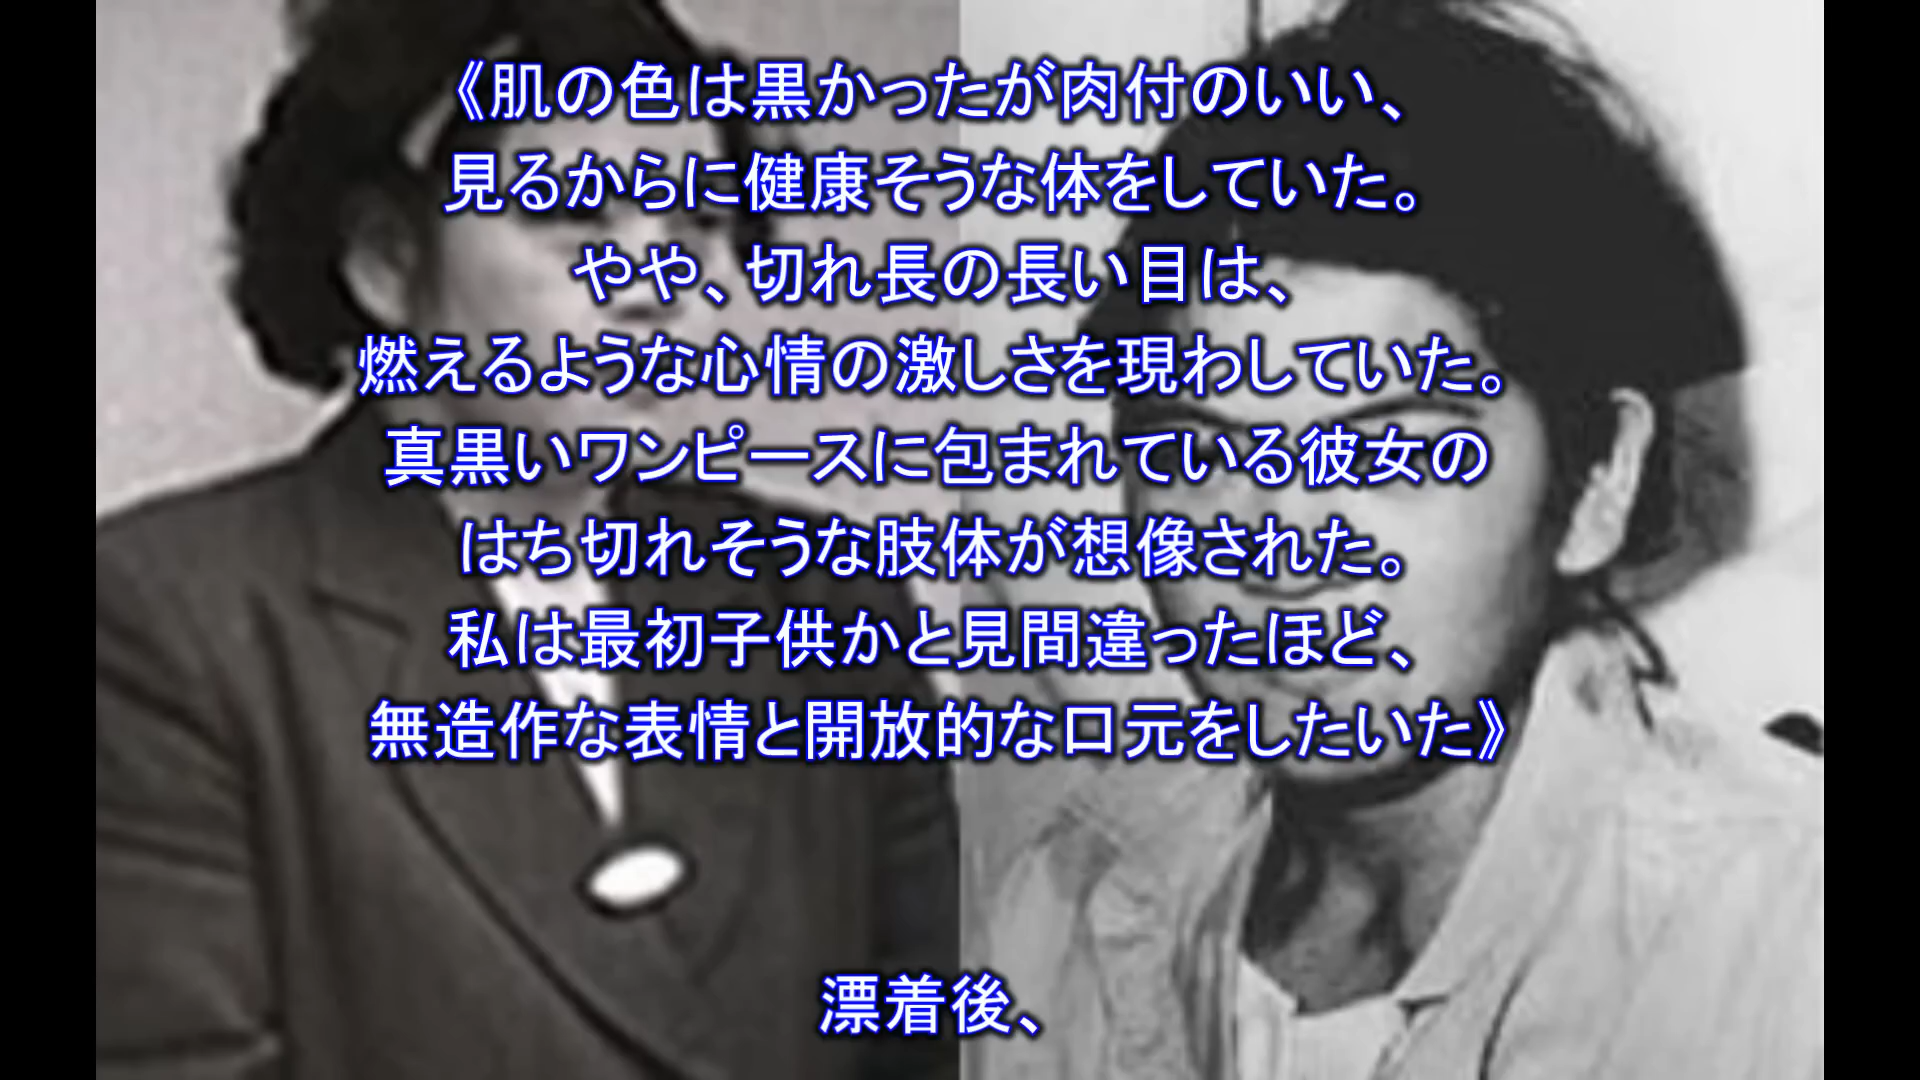 《肌の色は黒かったが肉付のいい、
見るからに健康そうな体をしていた。
やや、切れ長の長い目は、
燃えるような心情の激しさを現わしていた。
真黒いワンピースに包まれている彼女の
はち切れそうな肢体が想像された。
私は最初子供かと見間違ったほど、
無造作な表情と開放的な口元をしたいた》
漂着後、